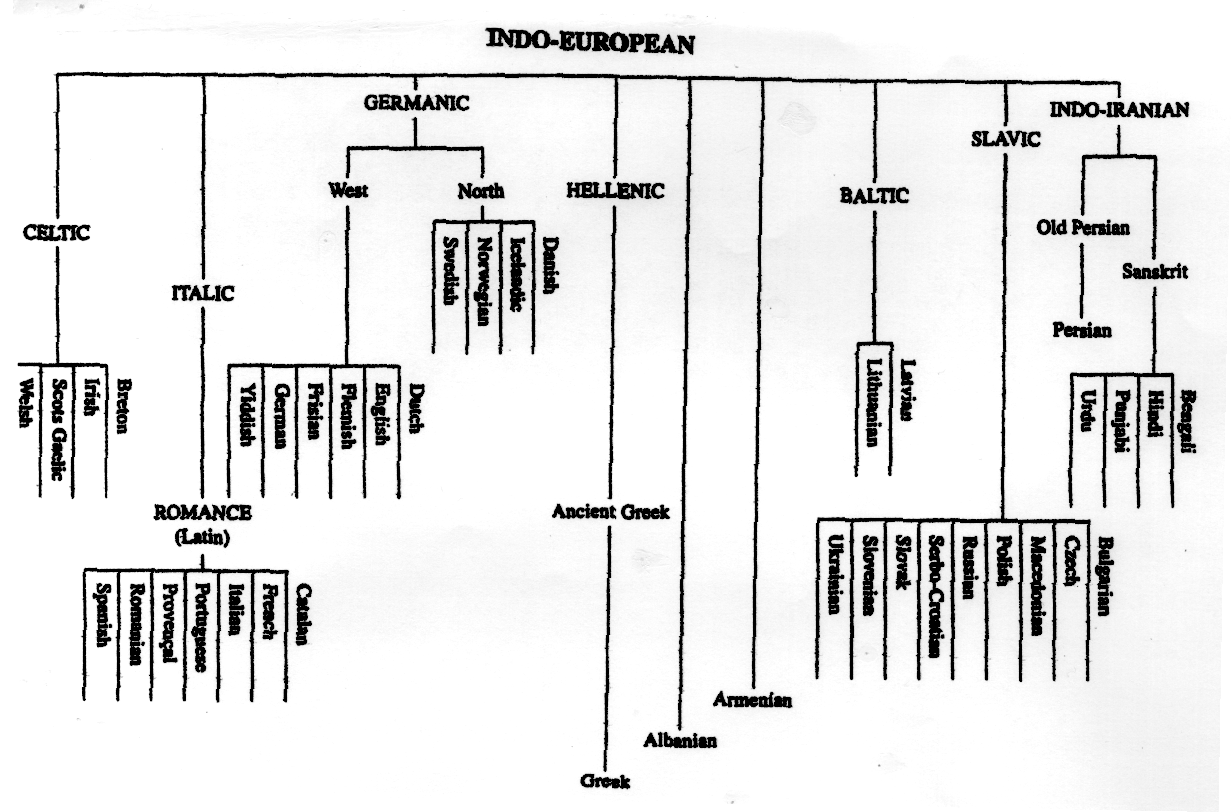 INDO-EUROPEAN
GERMANIC
INDO-IRANIAN
SLAVIC
West
North
HELLENIC
BALTIC
CELTIC
Old Persian
Swedish
Norwegian
Icelandic
Danish
Sanskrit
ITALIC
Persian
Welsh
Scots Gaelic
Irish
Breton
Yiddish
German
Frisian
Flemish
English
Dutch
Lithuanian
Latvian
Urdu
Punjabi
Hindi
Bengali
ROMANCE
(Latin)
Ancient Greek
Ukrainian
Slovenian
Slovak
Serbo-Croatian
Russian
Polish
Macedonian
Czech
Bulgarian
Spanish
Romanian
Provençal
Portuguese
Italian
French
Catalan
Armenian
Albanian
Greek